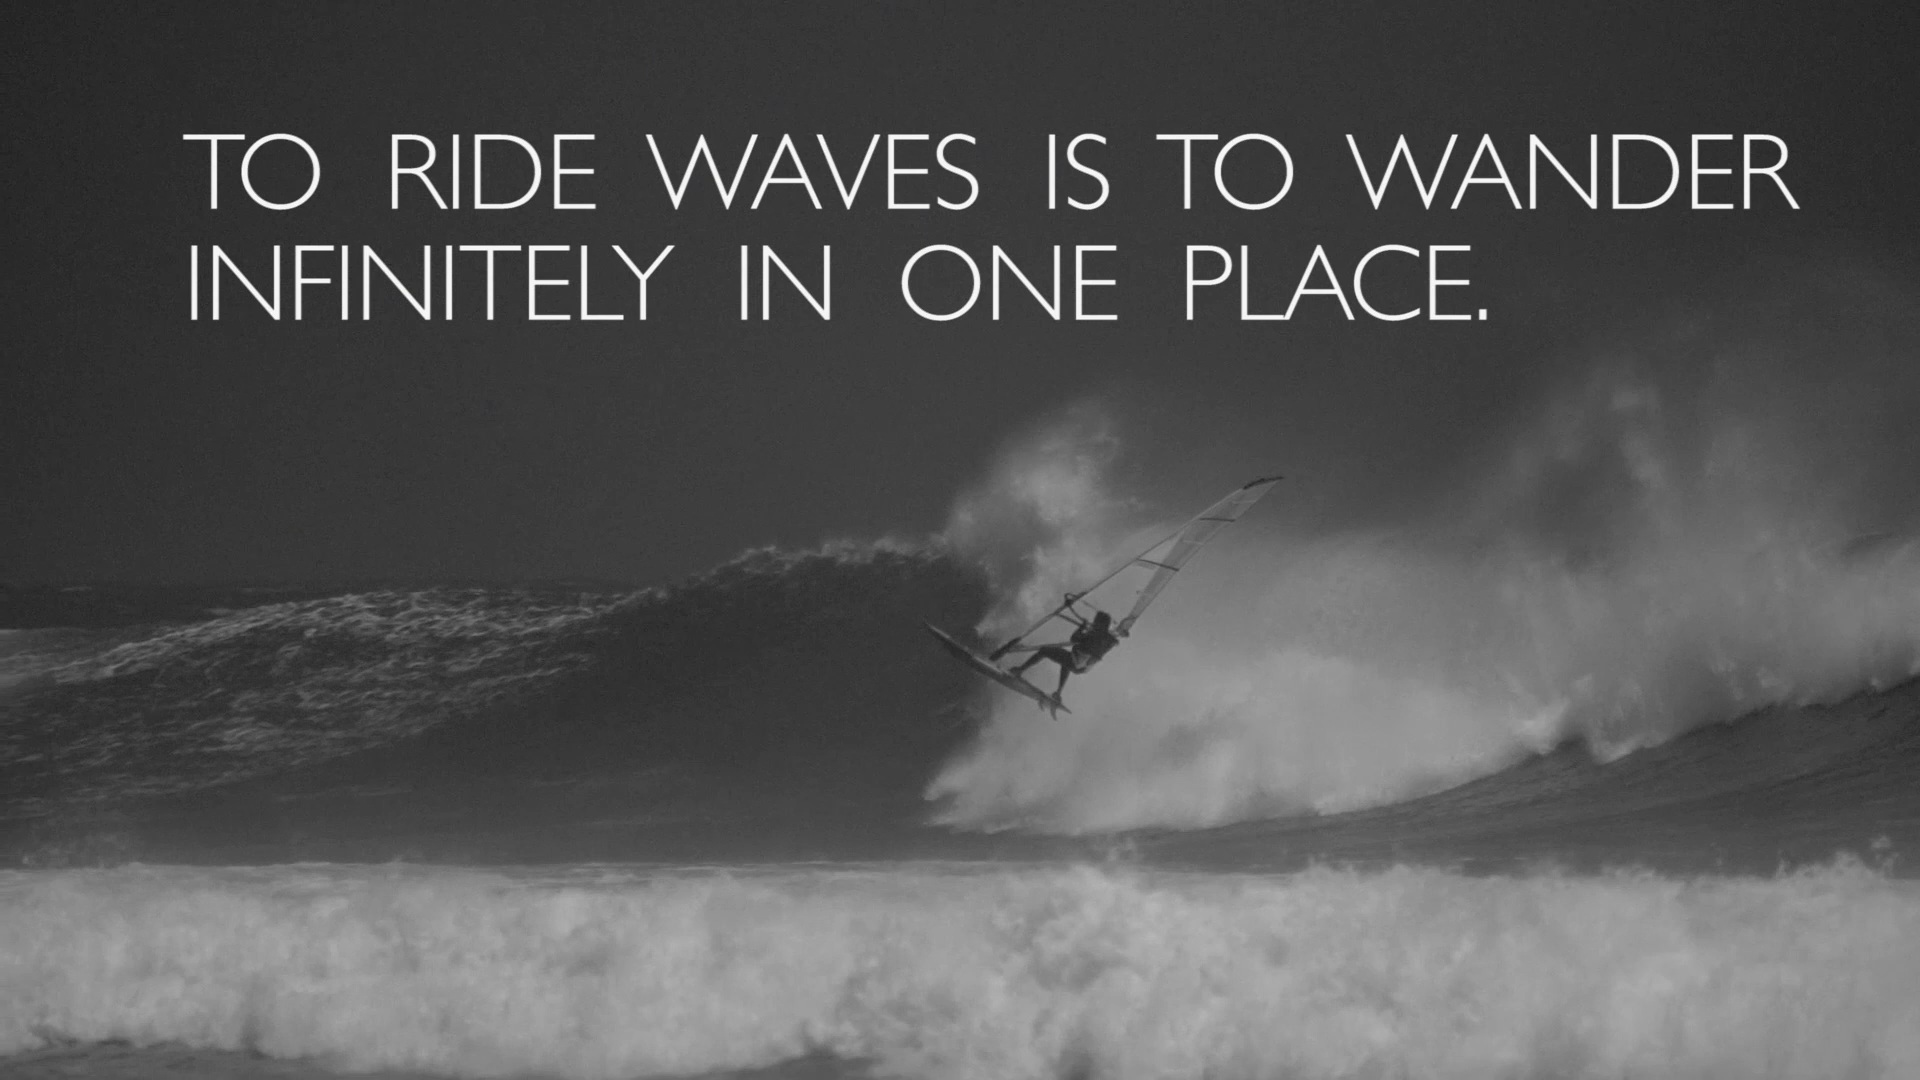 TO RIDE WAVES IS TO WANDER
INFINITELY IN ONE PLACE.